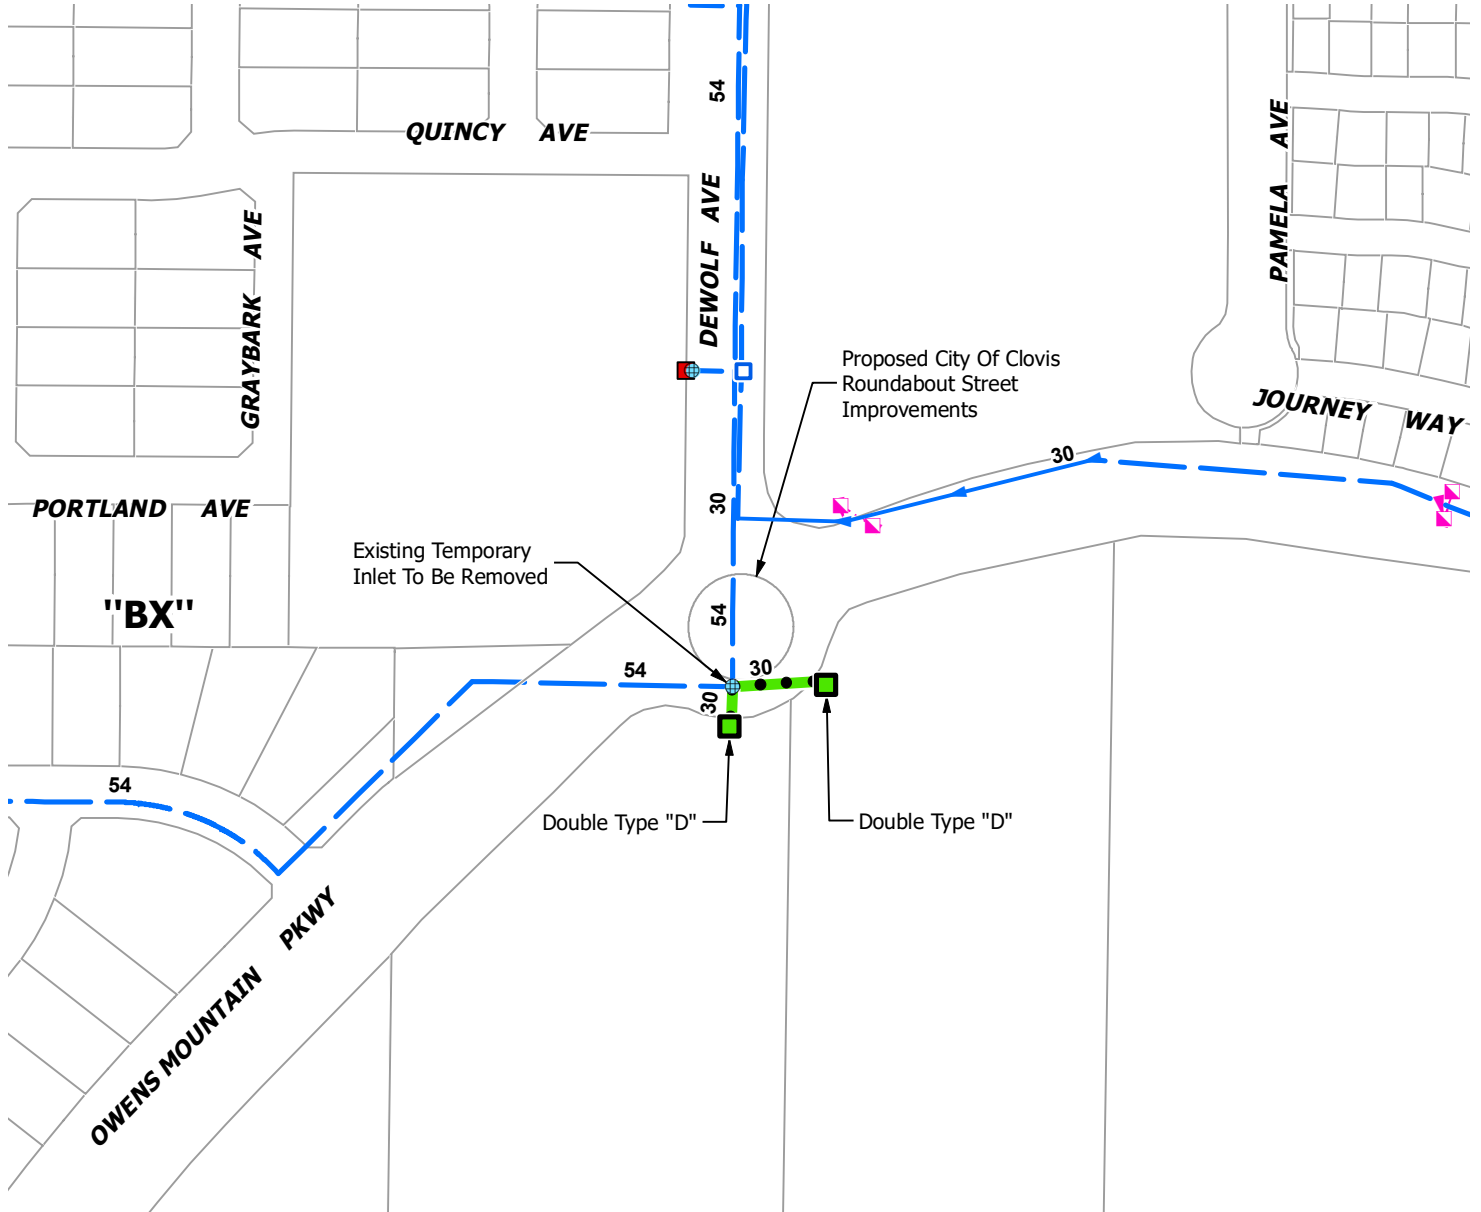 54
QUINCY AVE
DEWOLF AVE
PAMELA AVE
GRAYBARK AVE
Proposed City Of Clovis
Roundabout Street
Improvements
JOURNEY WAY
30
PORTLAND AVE
30
Existing Temporary
Inlet To Be Removed
"BX"
54
54
30
30
54
Double Type "D"
Double Type "D"
OWENS MOUNTAIN PKWY